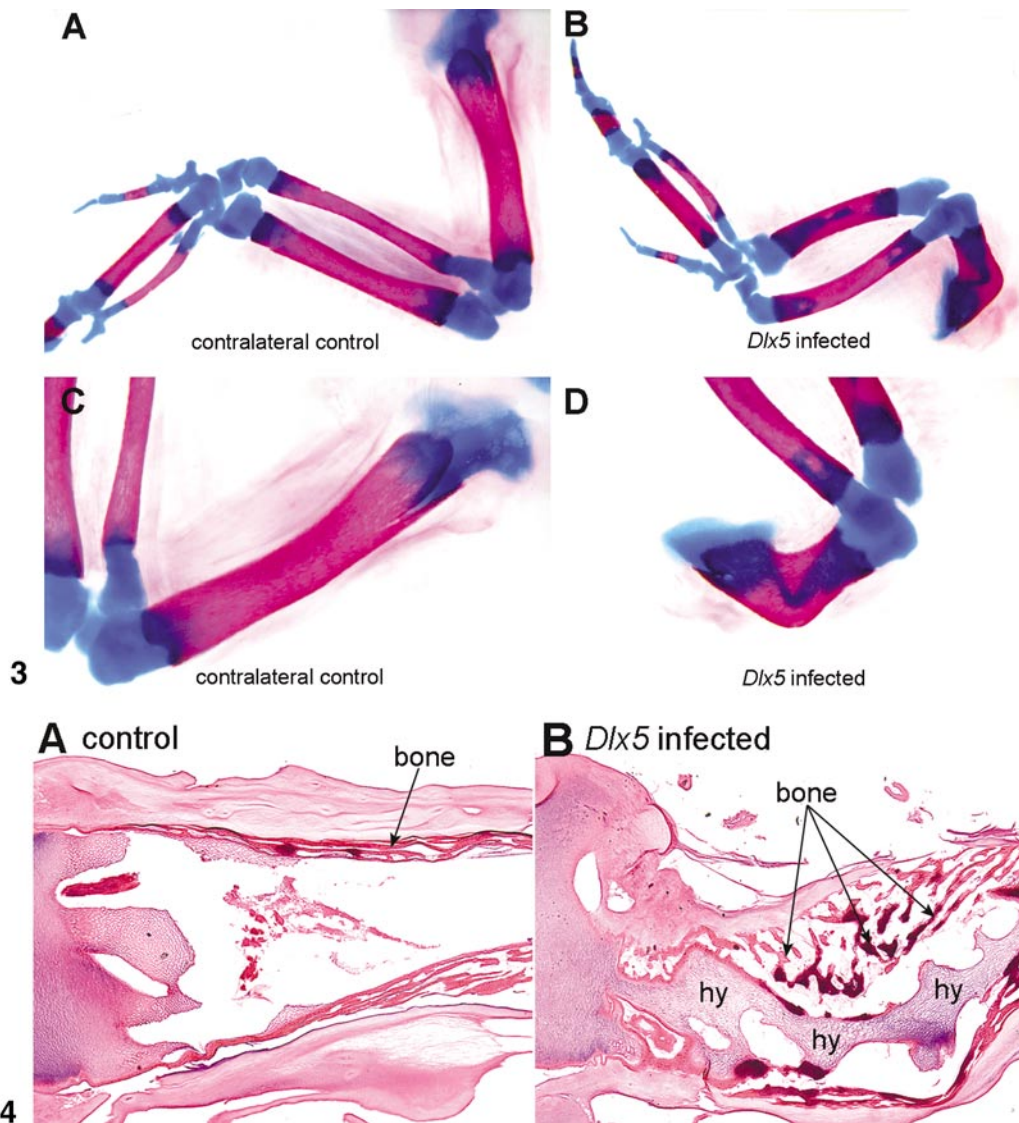 A
B
contralateral control
Dlx5 infected
C
D
3
contralateral control
Dlx5 infected
A control
B Dlx5 infected
bone
bone
hy
hy
hy
4